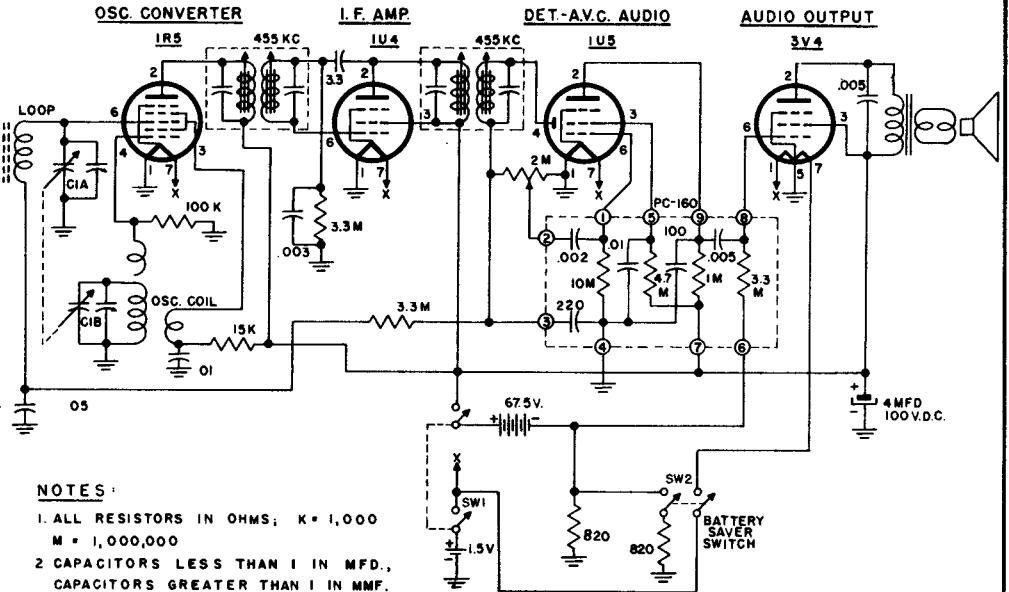 OSC. CONVERTER I.F. AMP. DET.-A.V.C. AUDIO AUDIO OUTPUT
1R5 455KC 1U4 455KC 1U5 3V4
2 3.3 2 2 2 .005
LOOP
6 4 3 3 6 4 3 6 6 3
1 7 1 7 1 7 1 5 7
X X X X
C1A
2M
100K
3.3M
.003
PC-160
1 5 9 8
2 .002 .01 100 .005
10M 4.7 M 1M 3.3 M
3 220
4 7 6
OSC. COIL
C1B
3.3M
15K
01
05
67.5V.
+ -
+ 4MFD
- 100V.D.C.
X
SW1
SW2
+ 1.5V
-
820
820
BATTERY
SAVER
SWITCH
NOTES:
1. ALL RESISTORS IN OHMS; K = 1,000
M = 1,000,000
2 CAPACITORS LESS THAN 1 IN MFD.,
CAPACITORS GREATER THAN 1 IN MMF.